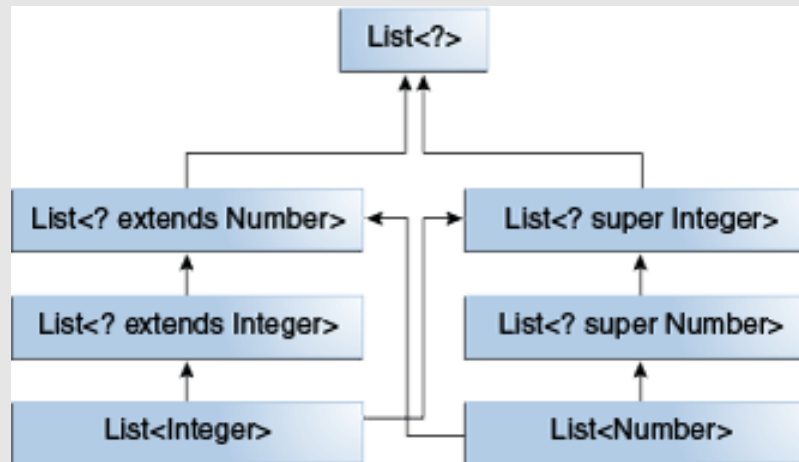 List<?>
List<? extends Number>
List<? super Integer>
List<? extends Integer>
List<? super Number>
List<Integer>
List<Number>